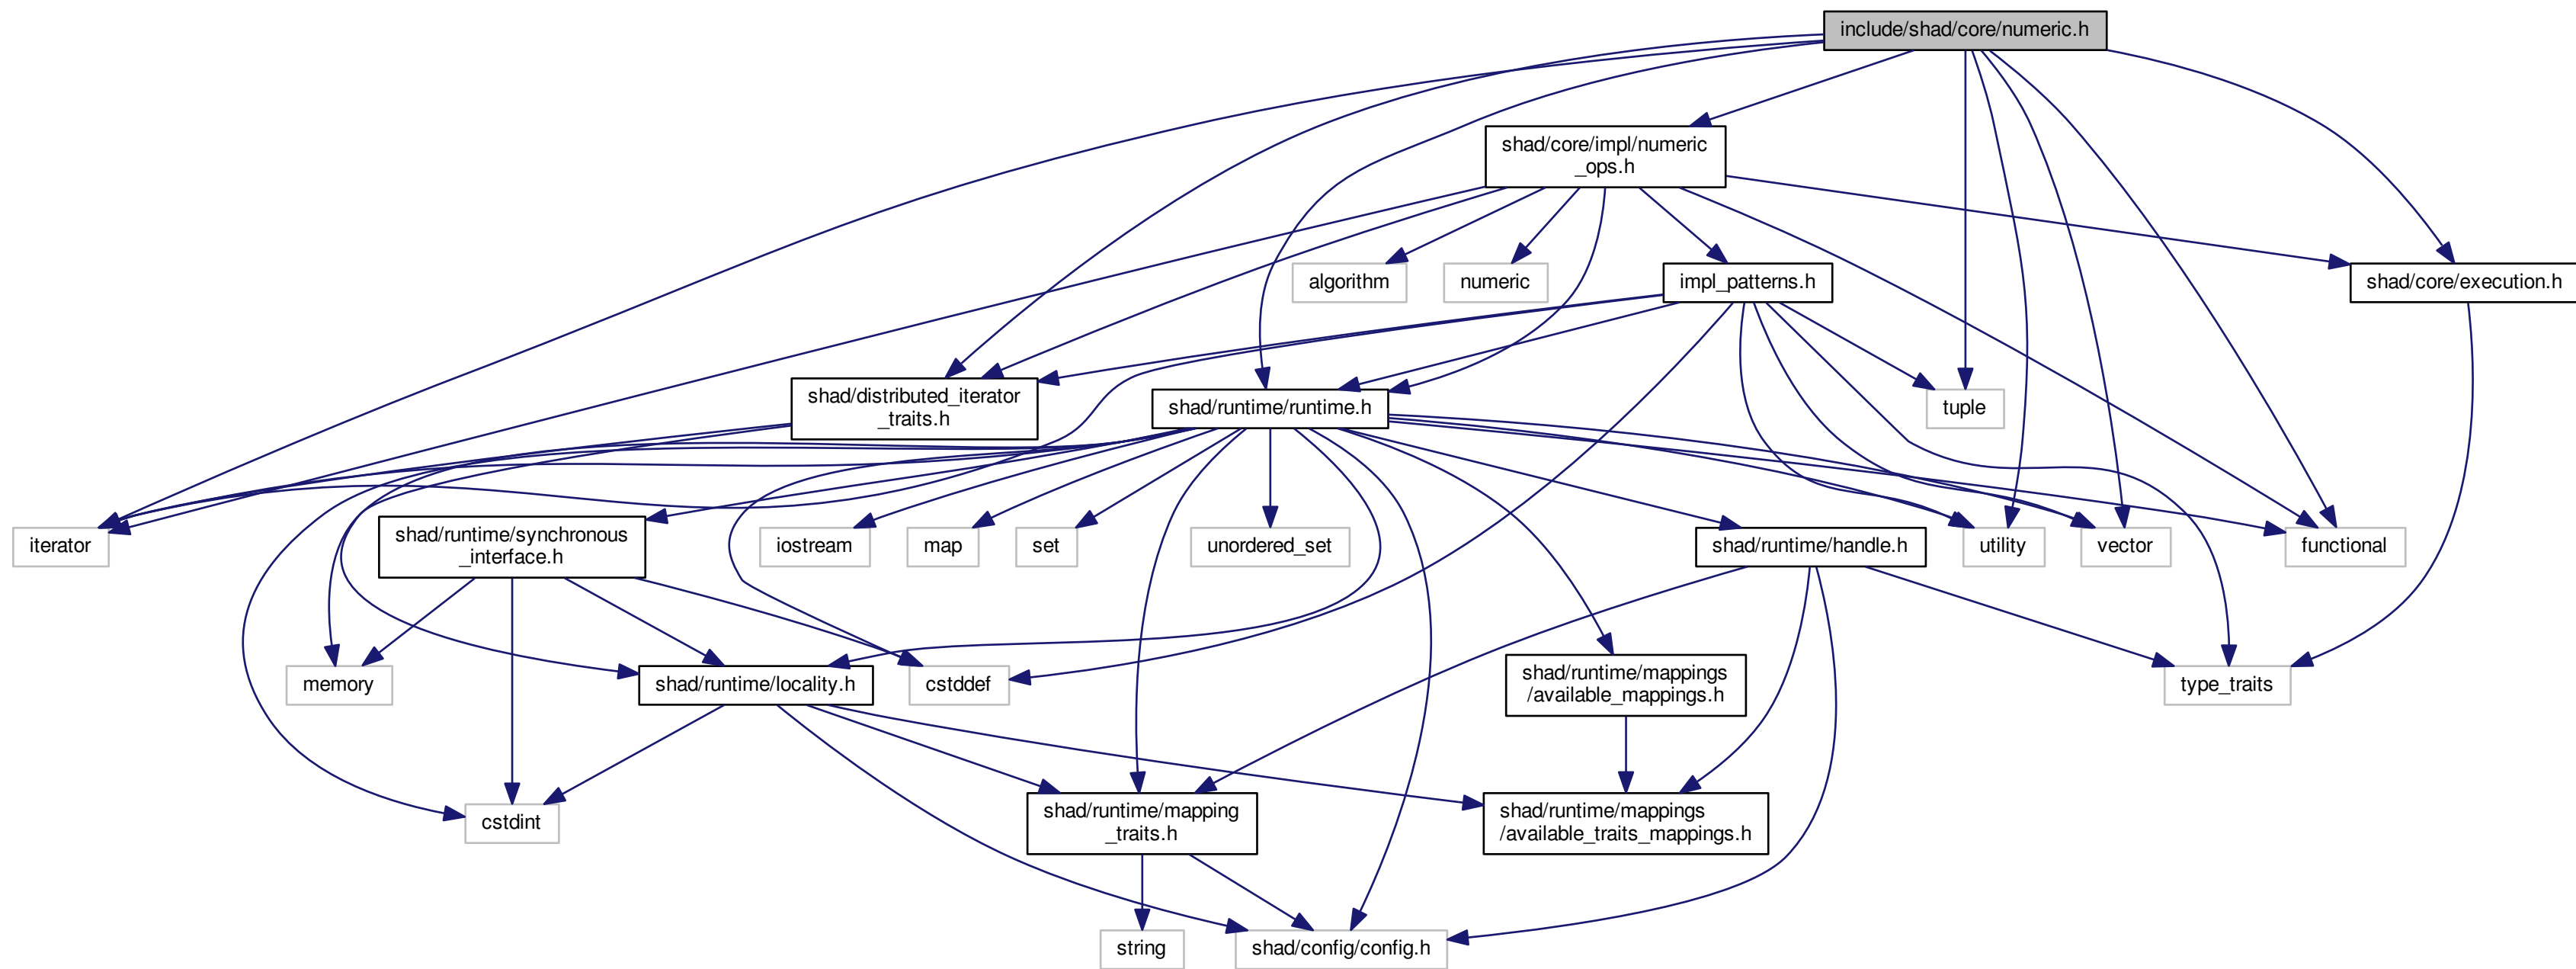 include/shad/core/numeric.h
shad/core/impl/numeric
_ops.h
algorithm
numeric
impl_patterns.h
shad/core/execution.h
shad/distributed_iterator
_traits.h
shad/runtime/runtime.h
tuple
iterator
shad/runtime/synchronous
_interface.h
iostream
map
set
unordered_set
shad/runtime/handle.h
utility
vector
functional
memory
shad/runtime/locality.h
cstddef
shad/runtime/mappings
/available_mappings.h
type_traits
cstdint
shad/runtime/mapping
_traits.h
shad/runtime/mappings
/available_traits_mappings.h
string
shad/config/config.h